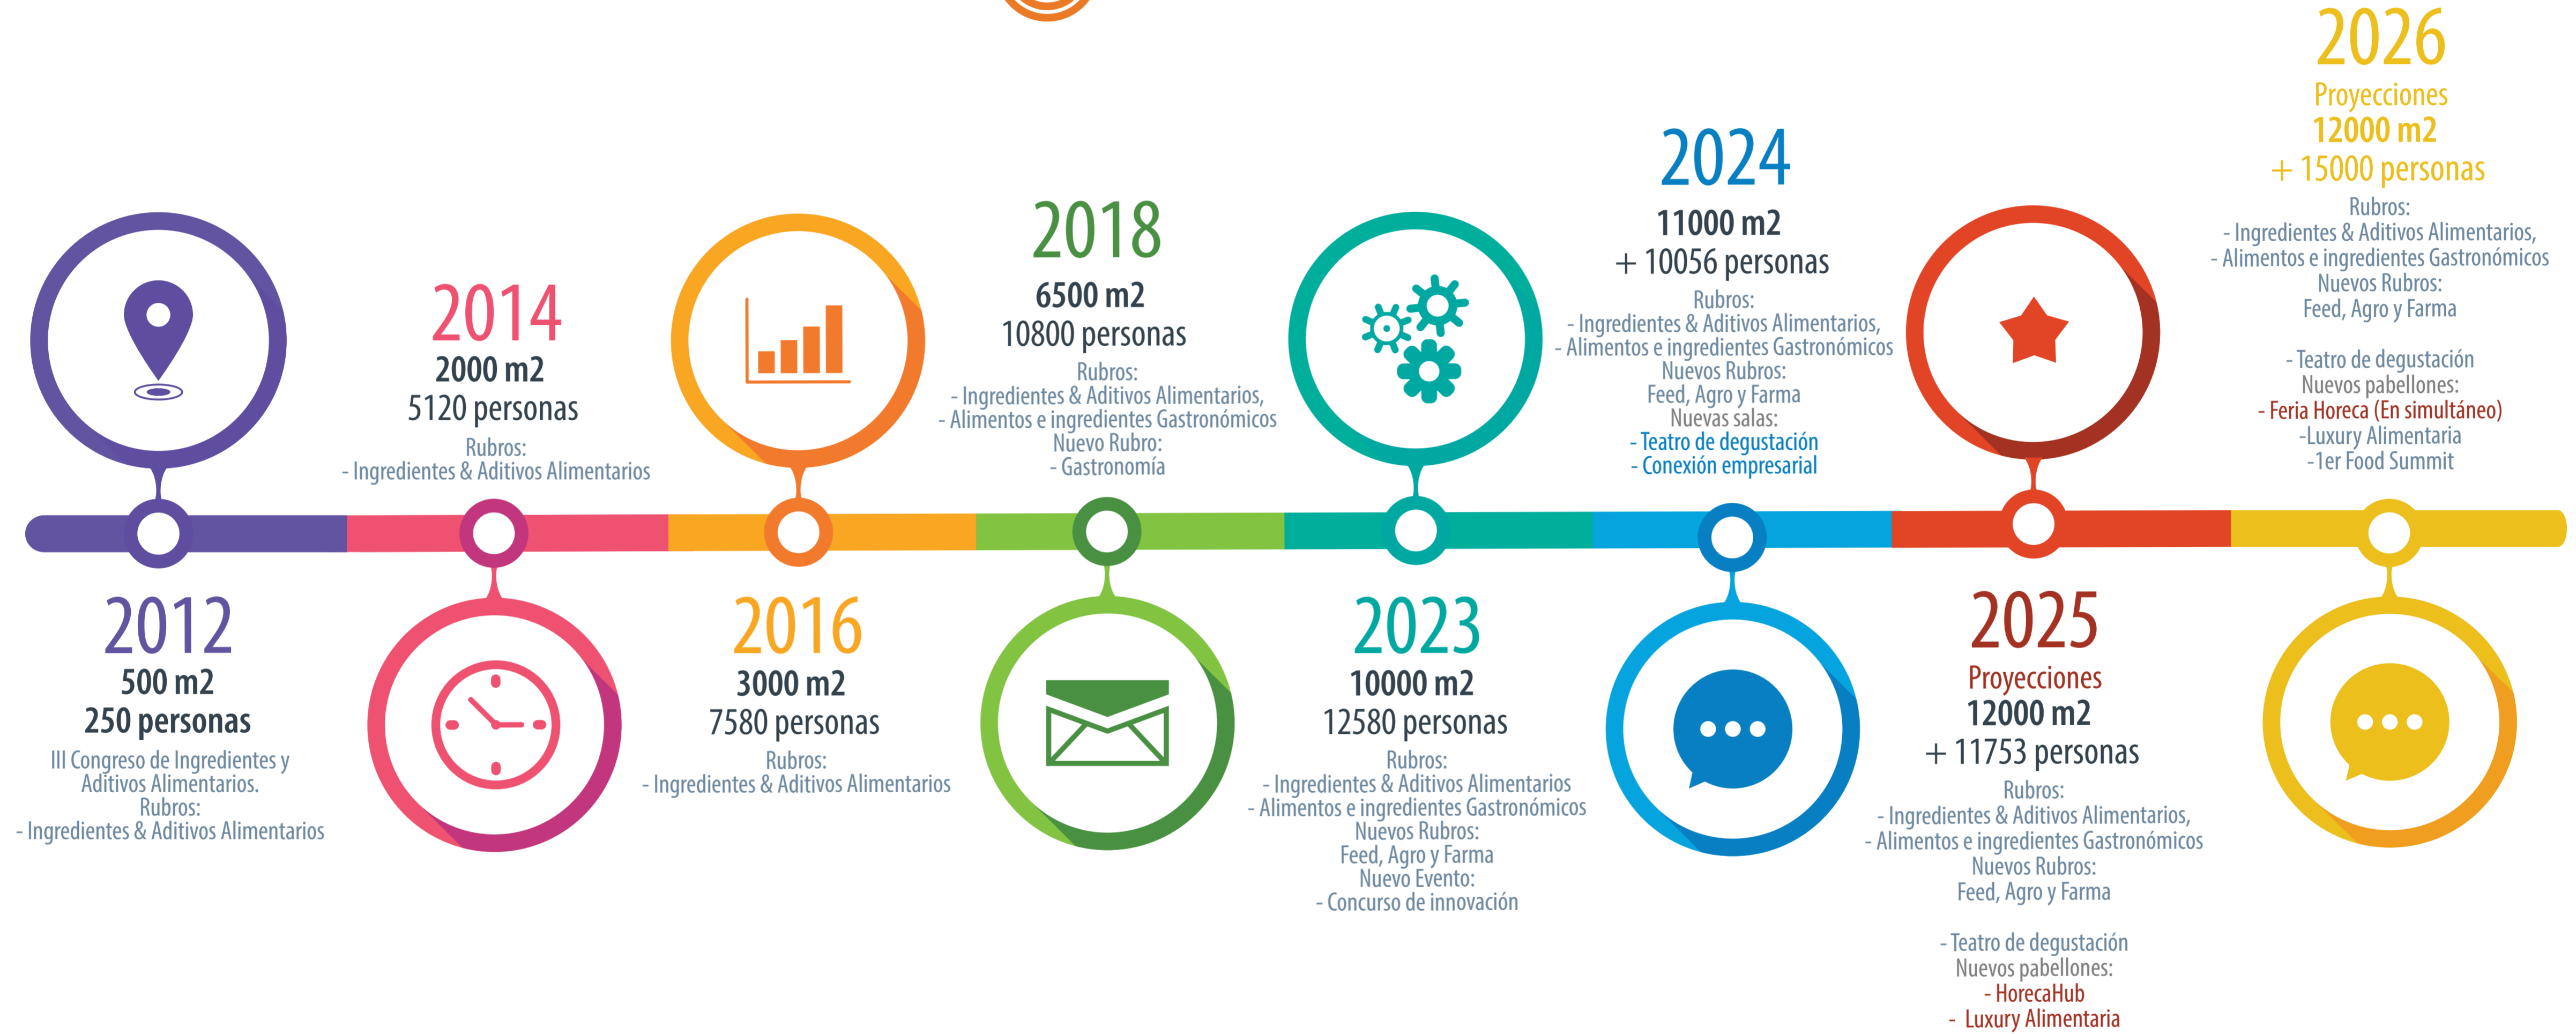 2012
500 m2
250 personas
III Congreso de Ingredientes y
Aditivos Alimentarios.
Rubros:
- Ingredientes & Aditivos Alimentarios
2014
2000 m2
5120 personas
Rubros:
- Ingredientes & Aditivos Alimentarios
2016
3000 m2
7580 personas
Rubros:
- Ingredientes & Aditivos Alimentarios
2018
6500 m2
10800 personas
Rubros:
- Ingredientes & Aditivos Alimentarios,
- Alimentos e ingredientes Gastronómicos
Nuevo Rubro:
- Gastronomía
2023
10000 m2
12580 personas
Rubros:
- Ingredientes & Aditivos Alimentarios
- Alimentos e ingredientes Gastronómicos
Nuevos Rubros:
Feed, Agro y Farma
Nuevo Evento:
- Concurso de innovación
2024
11000 m2
+ 10056 personas
Rubros:
- Ingredientes & Aditivos Alimentarios,
- Alimentos e ingredientes Gastronómicos
Nuevos Rubros:
Feed, Agro y Farma
Nuevas salas:
- Teatro de degustación
- Conexión empresarial
2025
Proyecciones
12000 m2
+ 11753 personas
Rubros:
- Ingredientes & Aditivos Alimentarios,
- Alimentos e ingredientes Gastronómicos
Nuevos Rubros:
Feed, Agro y Farma
- Teatro de degustación
Nuevos pabellones:
- HorecaHub
- Luxury Alimentaria
2026
Proyecciones
12000 m2
+ 15000 personas
Rubros:
- Ingredientes & Aditivos Alimentarios,
- Alimentos e ingredientes Gastronómicos
Nuevos Rubros:
Feed, Agro y Farma
- Teatro de degustación
Nuevos pabellones:
- Feria Horeca (En simultáneo)
-Luxury Alimentaria
-1er Food Summit